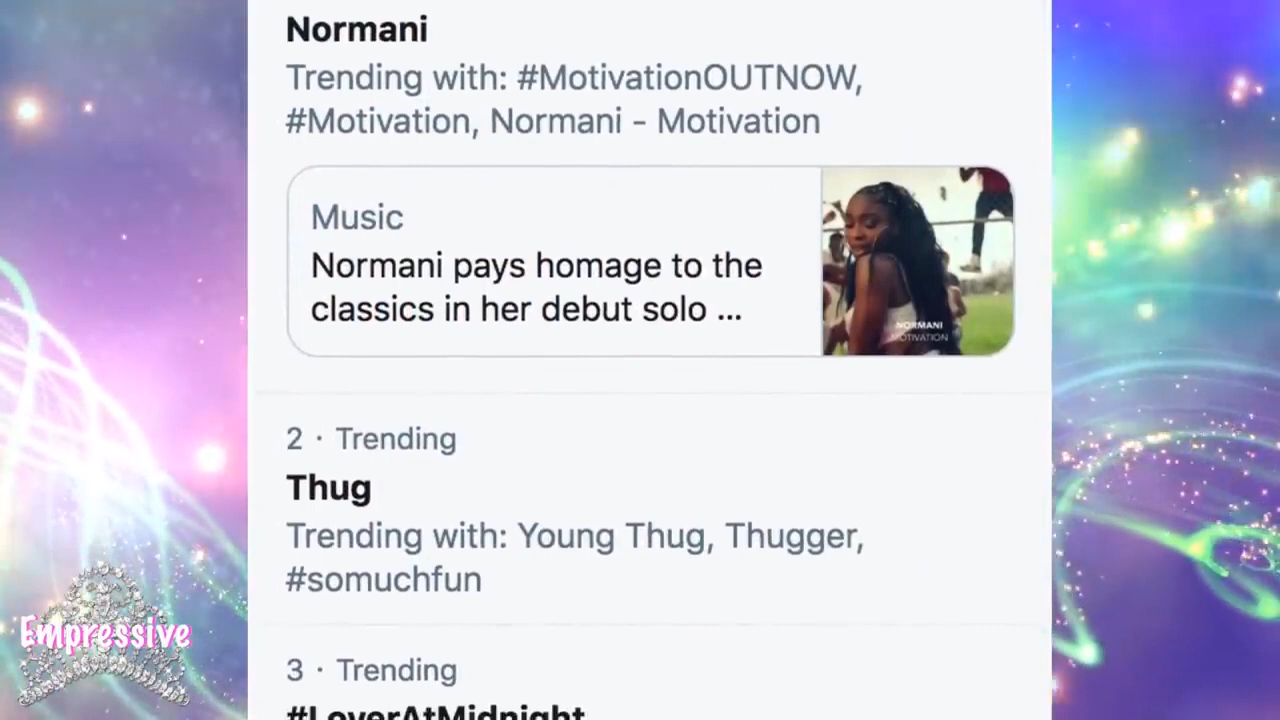 Normani
Trending with: #MotivationOUTNOW,
#Motivation, Normani - Motivation
Music
Normani pays homage to the
classics in her debut solo ...
NORMANI
MOTIVATION
2 · Trending
Thug
Trending with: Young Thug, Thugger,
#somuchfun
3 · Trending
#LoverAtMidnight
Empressive